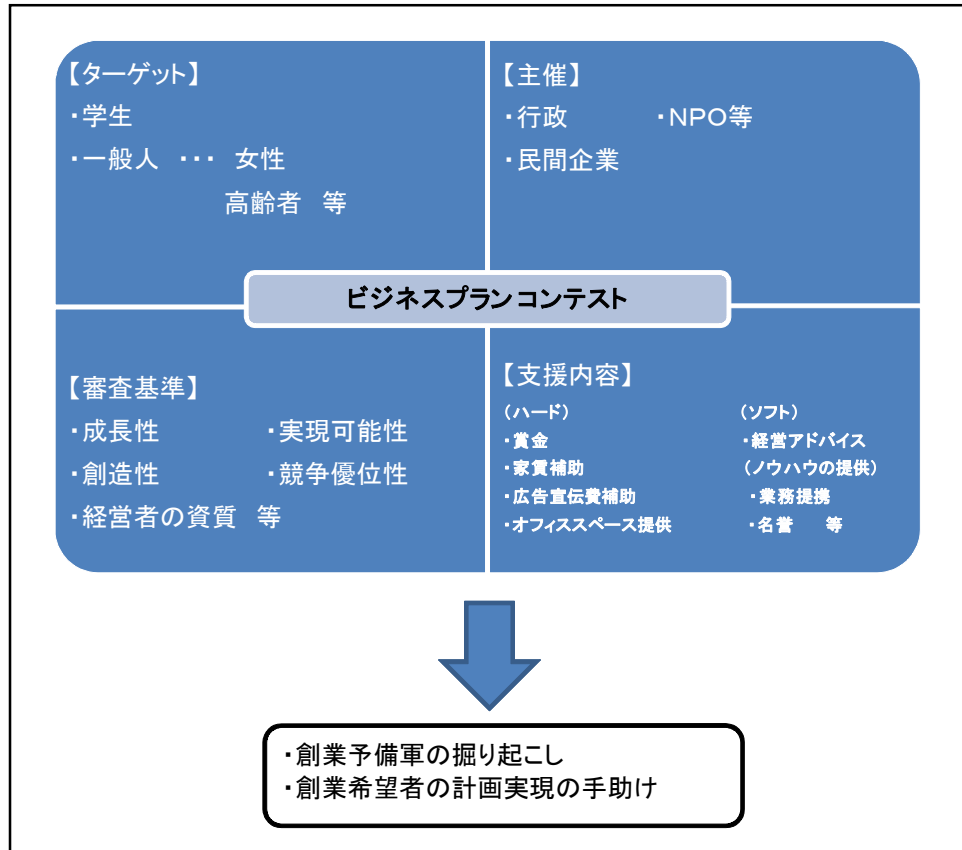 【ターゲット】
・学生
・一般人 ・・・ 女性
高齢者 等
【主催】
・行政 ・NPO等
・民間企業
ビジネスプランコンテスト
【審査基準】
・成長性 ・実現可能性
・創造性 ・競争優位性
・経営者の資質 等
【支援内容】
(ハード) (ソフト)
・賞金 ・経営アドバイス
・家賃補助 (ノウハウの提供)
・広告宣伝費補助 ・業務提携
・オフィススペース提供 ・名誉 等
・創業予備軍の掘り起こし
・創業希望者の計画実現の手助け